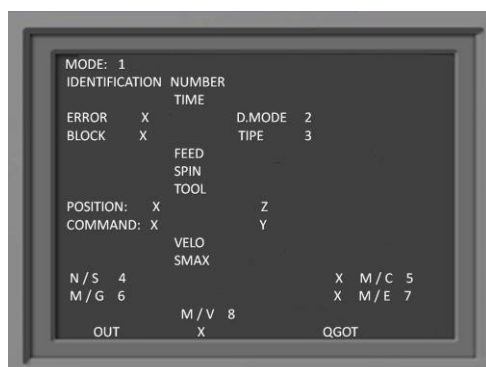 MODE: 1
IDENTIFICATION NUMBER
TIME
ERROR X D.MODE 2
BLOCK X TIPE 3
FEED
SPIN
TOOL
POSITION: X Z
COMMAND: X Y
VELO
SMAX
N / S 4 X M / C 5
M / G 6 X M / E 7
M / V 8
OUT X QGOT